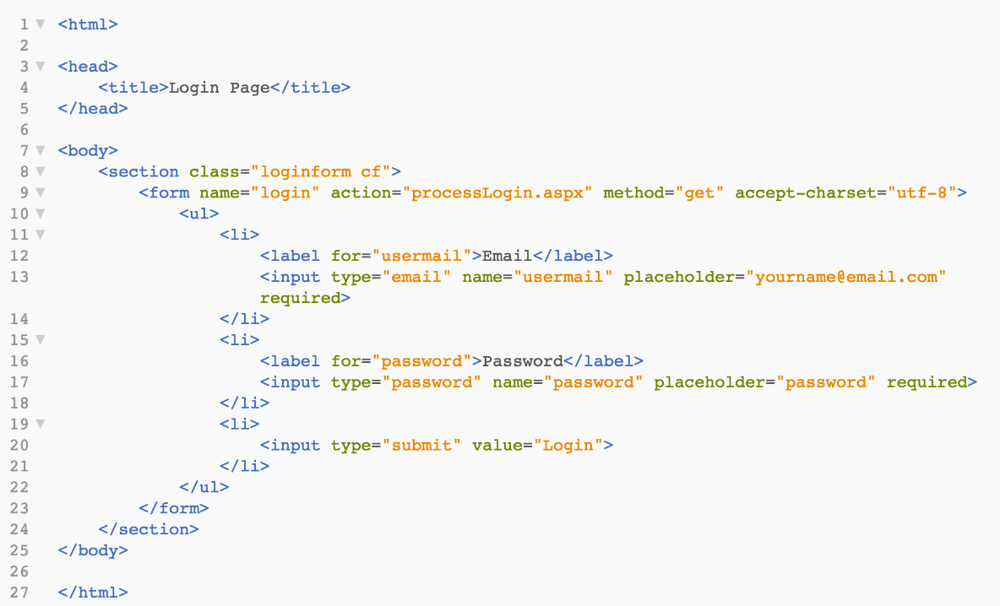 1 <html>
2
3 <head>
4     <title>Login Page</title>
5 </head>
6
7 <body>
8     <section class="loginform cf">
9         <form name="login" action="processLogin.aspx" method="get" accept-charset="utf-8">
10             <ul>
11                 <li>
12                     <label for="usermail">Email</label>
13                     <input type="email" name="usermail" placeholder="yourname@email.com"
                    required>
14                 </li>
15                 <li>
16                     <label for="password">Password</label>
17                     <input type="password" name="password" placeholder="password" required>
18                 </li>
19                 <li>
20                     <input type="submit" value="Login">
21                 </li>
22             </ul>
23         </form>
24     </section>
25 </body>
26
27 </html>